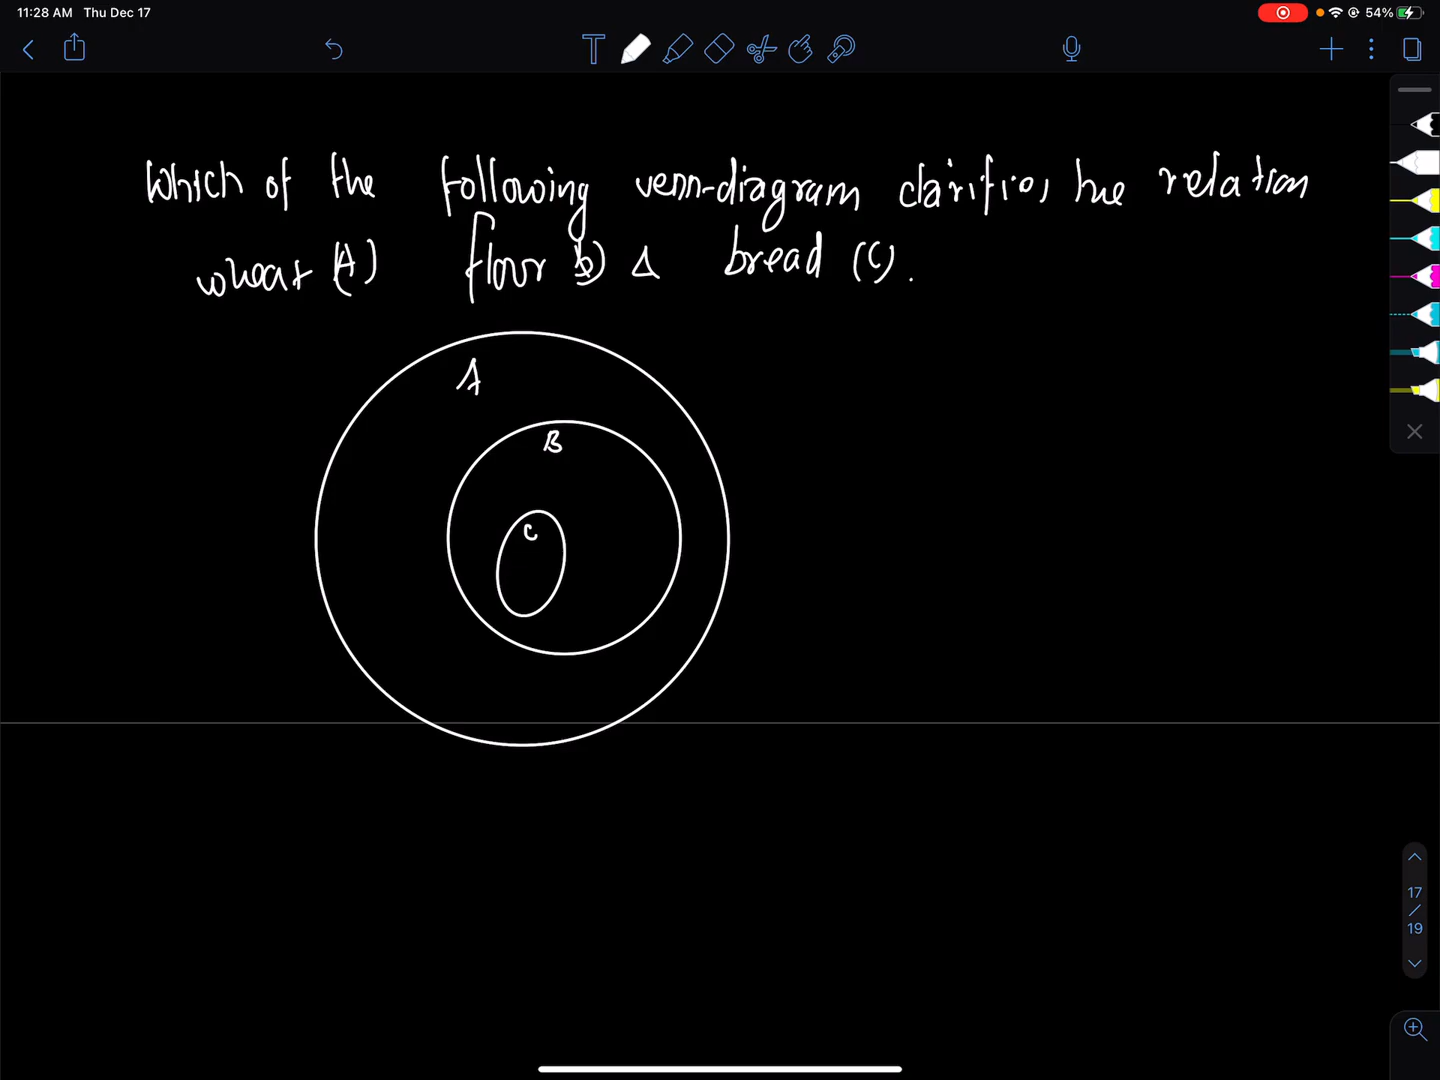 11:28 AM Thu Dec 17
54%
Which of the following venn-diagram clarifies the relation
wheat (A) flour (b) & bread (C).
A
B
C
17
/
19